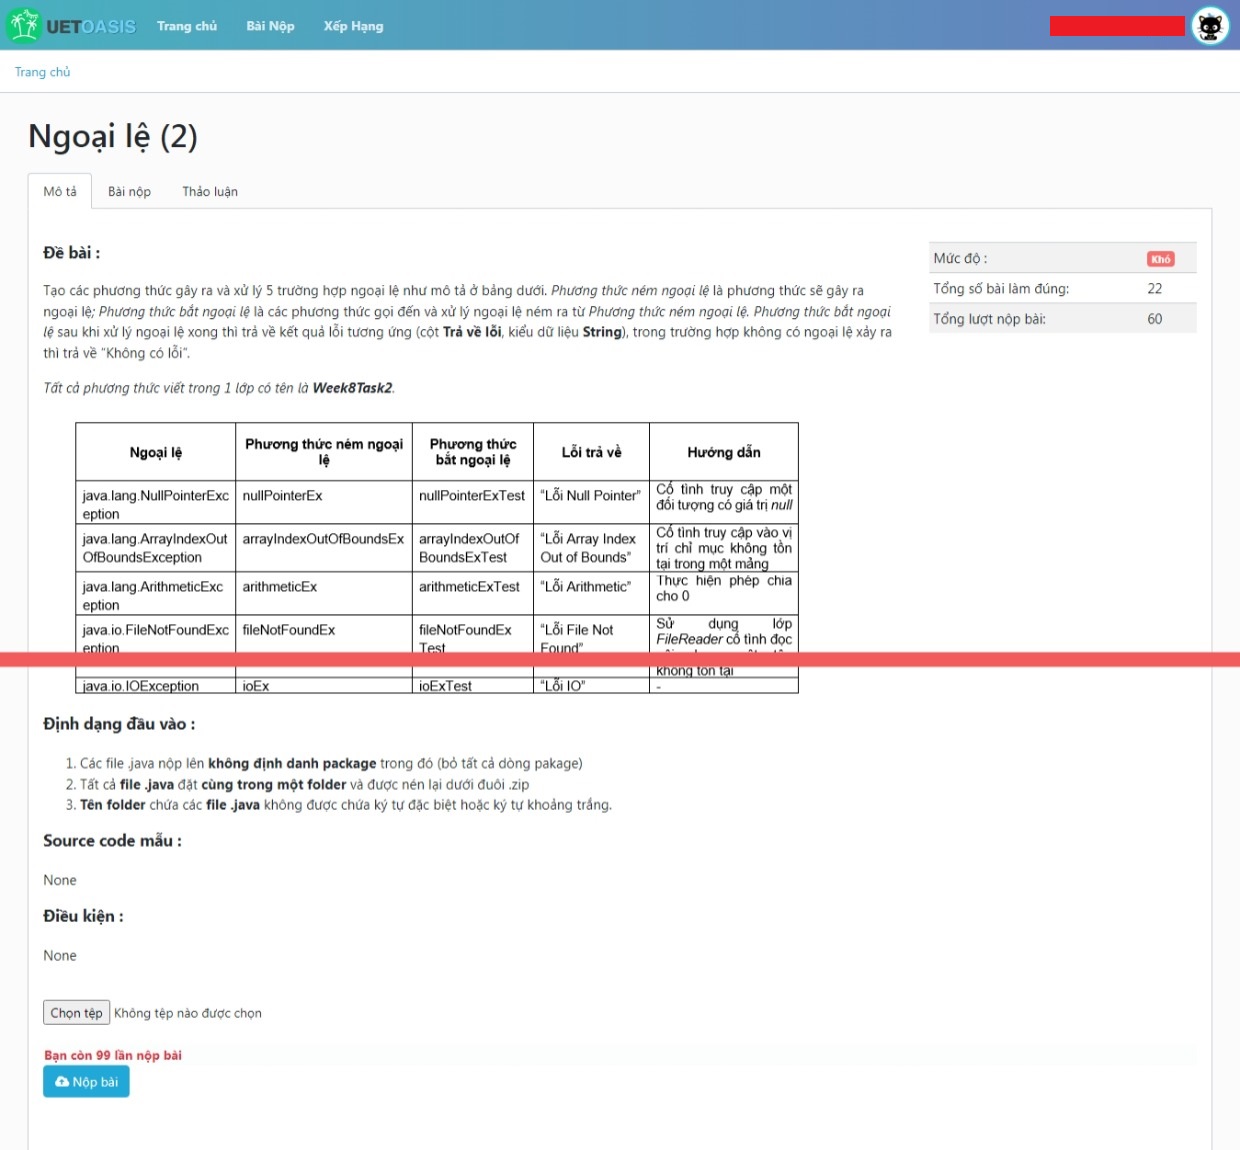 UETOASIS Trang chủ Bài Nộp Xếp Hạng
Trang chủ
Ngoại lệ (2)
Mô tả Bài nộp Thảo luận
Đề bài :
Tạo các phương thức gây ra và xử lý 5 trường hợp ngoại lệ như mô tả ở bảng dưới. Phương thức ném ngoại lệ là phương thức sẽ gây ra
ngoại lệ; Phương thức bắt ngoại lệ là các phương thức gọi đến và xử lý ngoại lệ ném ra từ Phương thức ném ngoại lệ. Phương thức bắt ngoại
lệ sau khi xử lý ngoại lệ xong thì trả về kết quả lỗi tương ứng (cột Trả về lỗi, kiểu dữ liệu String), trong trường hợp không có ngoại lệ xảy ra
thì trả về “Không có lỗi”.
Tất cả phương thức viết trong 1 lớp có tên là Week8Task2.
Mức độ : Khó
Tổng số bài làm đúng: 22
Tổng lượt nộp bài: 60
Ngoại lệ
Phương thức ném ngoại
lệ
Phương thức
bắt ngoại lệ
Lỗi trả về
Hướng dẫn
java.lang.NullPointerExc
eption
nullPointerEx
nullPointerExTest
“Lỗi Null Pointer”
Cố tình truy cập một
đối tượng có giá trị null
java.lang.ArrayIndexOut
OfBoundsException
arrayIndexOutOfBoundsEx
arrayIndexOutOf
BoundsExTest
“Lỗi Array Index
Out of Bounds”
Cố tình truy cập vào vị
trí chỉ mục không tồn
tại trong một mảng
java.lang.ArithmeticExc
eption
arithmeticEx
arithmeticExTest
“Lỗi Arithmetic”
Thực hiện phép chia
cho 0
java.io.FileNotFoundExc
eption
fileNotFoundEx
fileNotFoundEx
Test
“Lỗi File Not
Found”
Sử dụng lớp
FileReader cố tình đọc
không tồn tại
java.io.IOException
ioEx
ioExTest
“Lỗi IO”
-
Định dạng đầu vào :
1. Các file .java nộp lên không định danh package trong đó (bỏ tất cả dòng pakage)
2. Tất cả file .java đặt cùng trong một folder và được nén lại dưới đuôi .zip
3. Tên folder chứa các file .java không được chứa ký tự đặc biệt hoặc ký tự khoảng trắng.
Source code mẫu :
None
Điều kiện :
None
Chọn tệp Không tệp nào được chọn
Bạn còn 99 lần nộp bài
Nộp bài